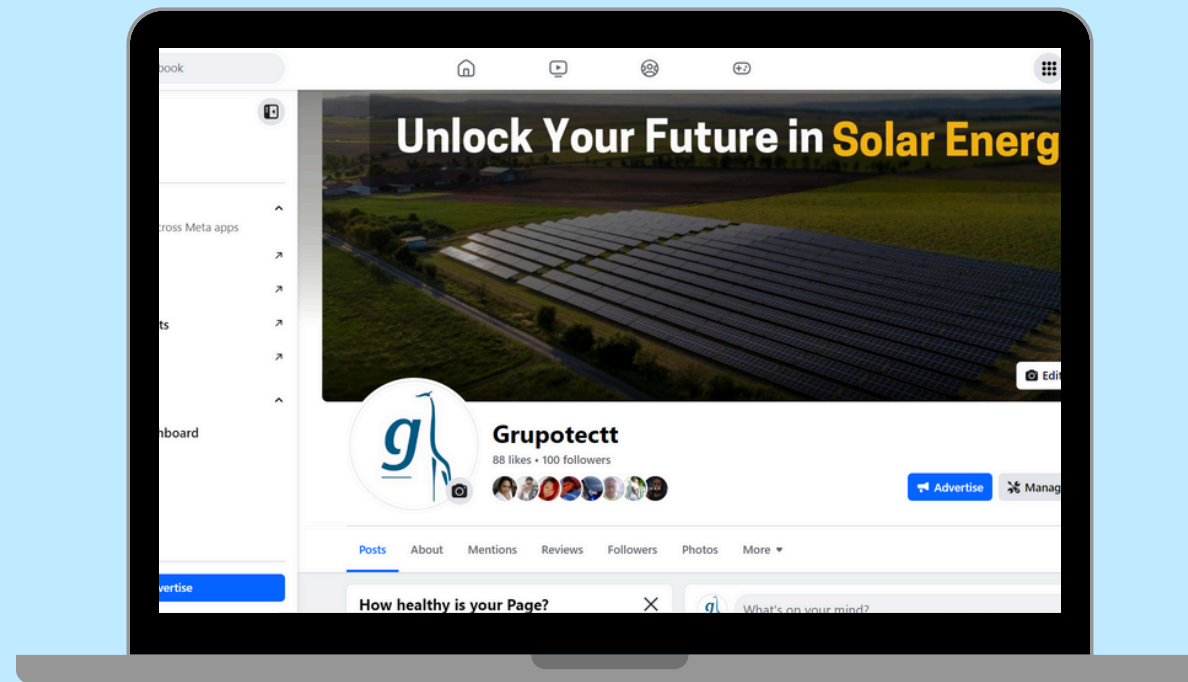 book
Unlock Your Future in Solar Energ
cross Meta apps
ts
Edit
nboard
g
Grupotectt
88 likes • 100 followers
Advertise
Manag
Posts About Mentions Reviews Followers Photos More
vertise
How healthy is your Page?
g
What's on your mind?